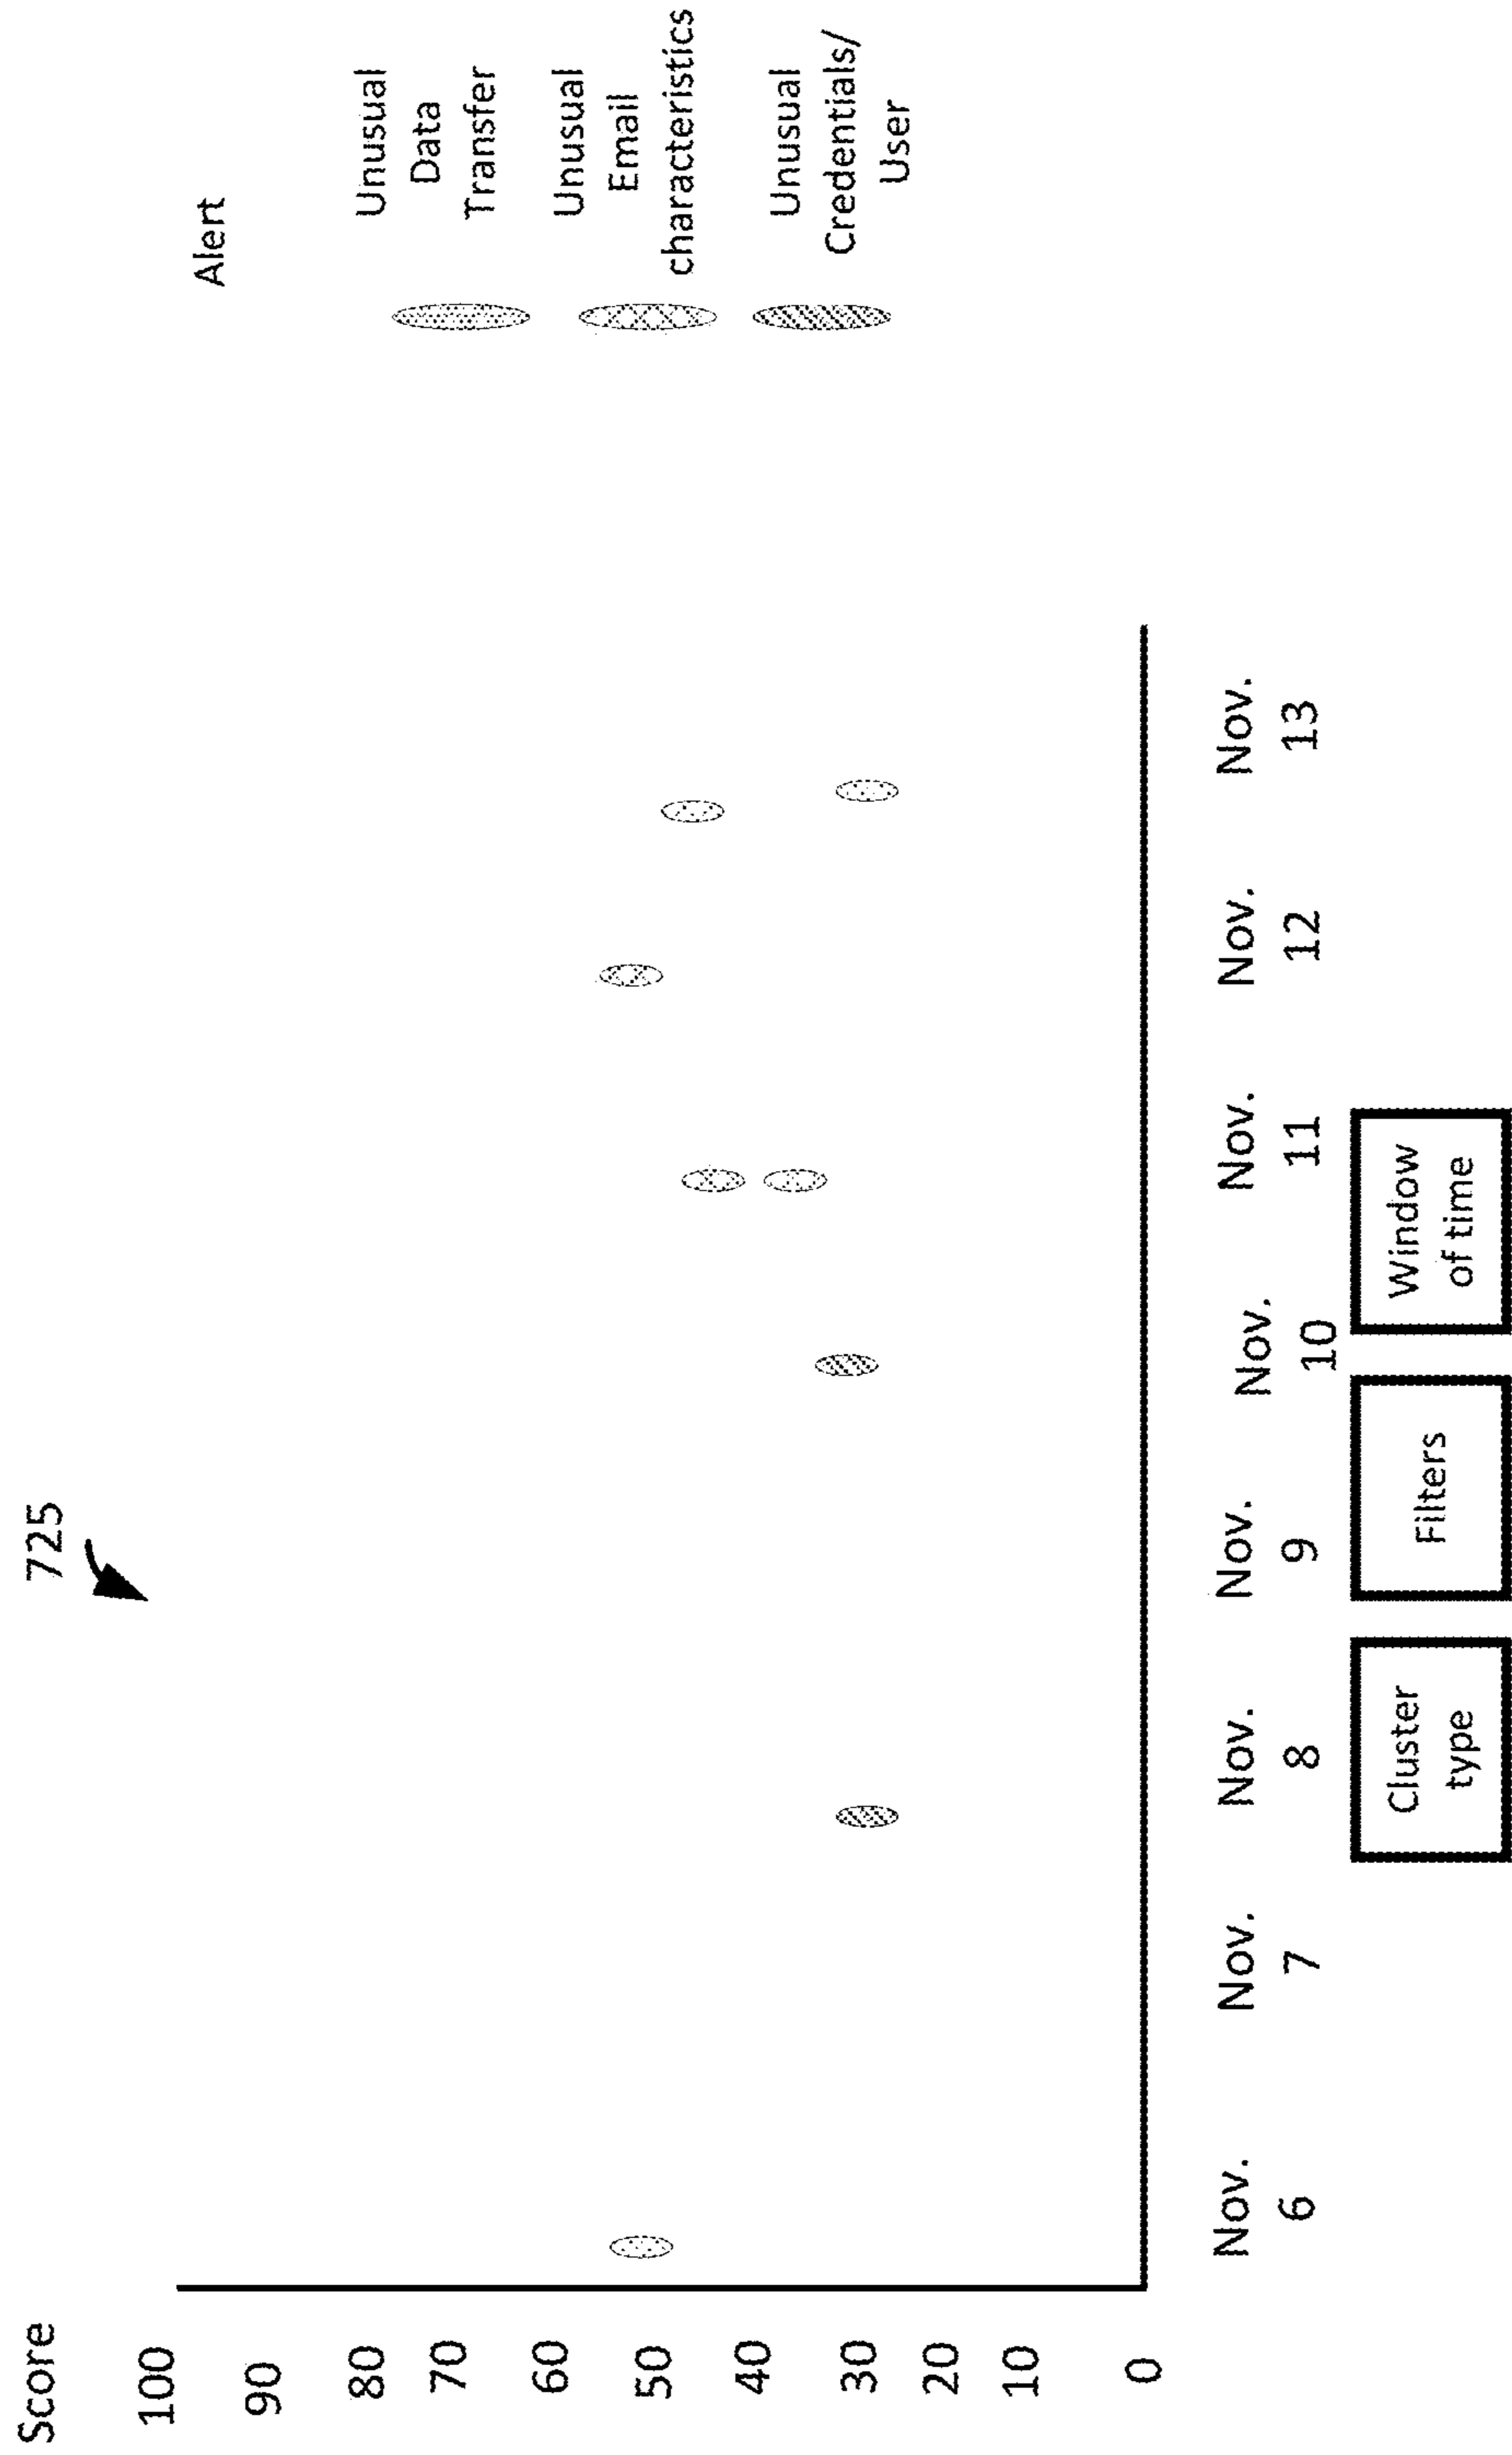 725
Score
100
90
80
70
60
50
40
30
20
10
0
Alert
Unusual
Data
Transfer
Unusual
Email
characteristics
Unusual
Credentials/
User
Nov.
6
Nov.
7
Nov.
8
Nov.
9
Nov.
10
Nov.
11
Nov.
12
Nov.
13
Cluster
type
Filters
Window
of time